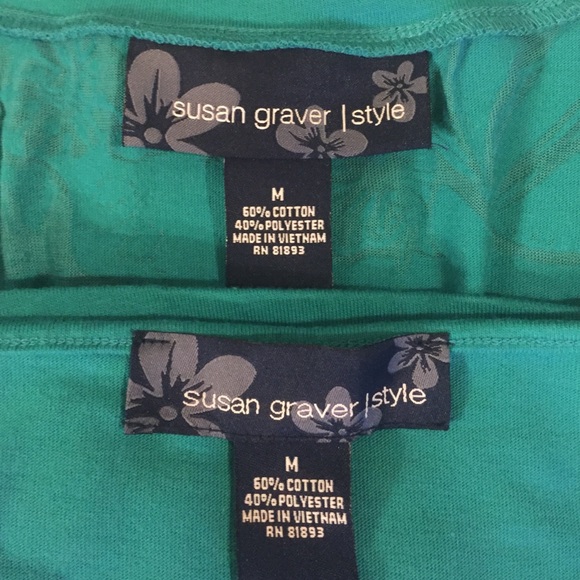 susan graver | style
M
60% COTTON
40% POLYESTER
MADE IN VIETNAM
RN 81893
susan graver | style
M
60% COTTON
40% POLYESTER
MADE IN VIETNAM
RN 81893